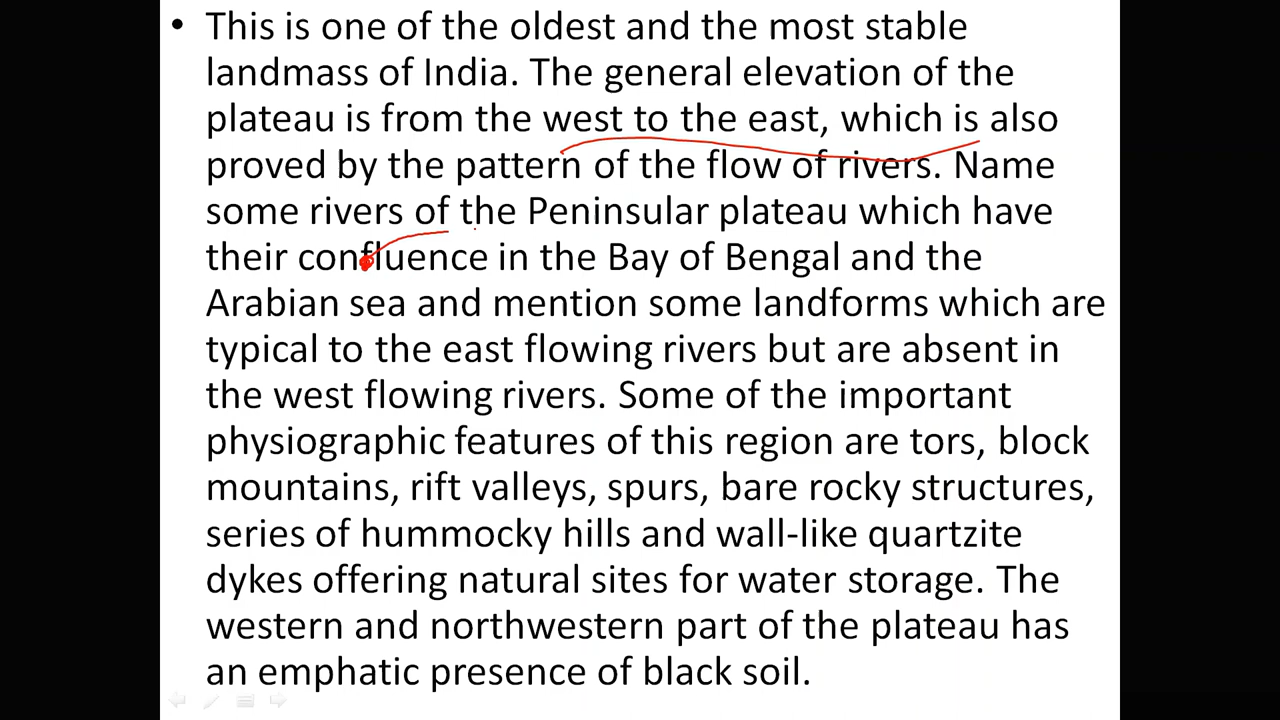 • This is one of the oldest and the most stable
landmass of India. The general elevation of the
plateau is from the west to the east, which is also
proved by the pattern of the flow of rivers. Name
some rivers of the Peninsular plateau which have
their confluence in the Bay of Bengal and the
Arabian sea and mention some landforms which are
typical to the east flowing rivers but are absent in
the west flowing rivers. Some of the important
physiographic features of this region are tors, block
mountains, rift valleys, spurs, bare rocky structures,
series of hummocky hills and wall-like quartzite
dykes offering natural sites for water storage. The
western and northwestern part of the plateau has
an emphatic presence of black soil.